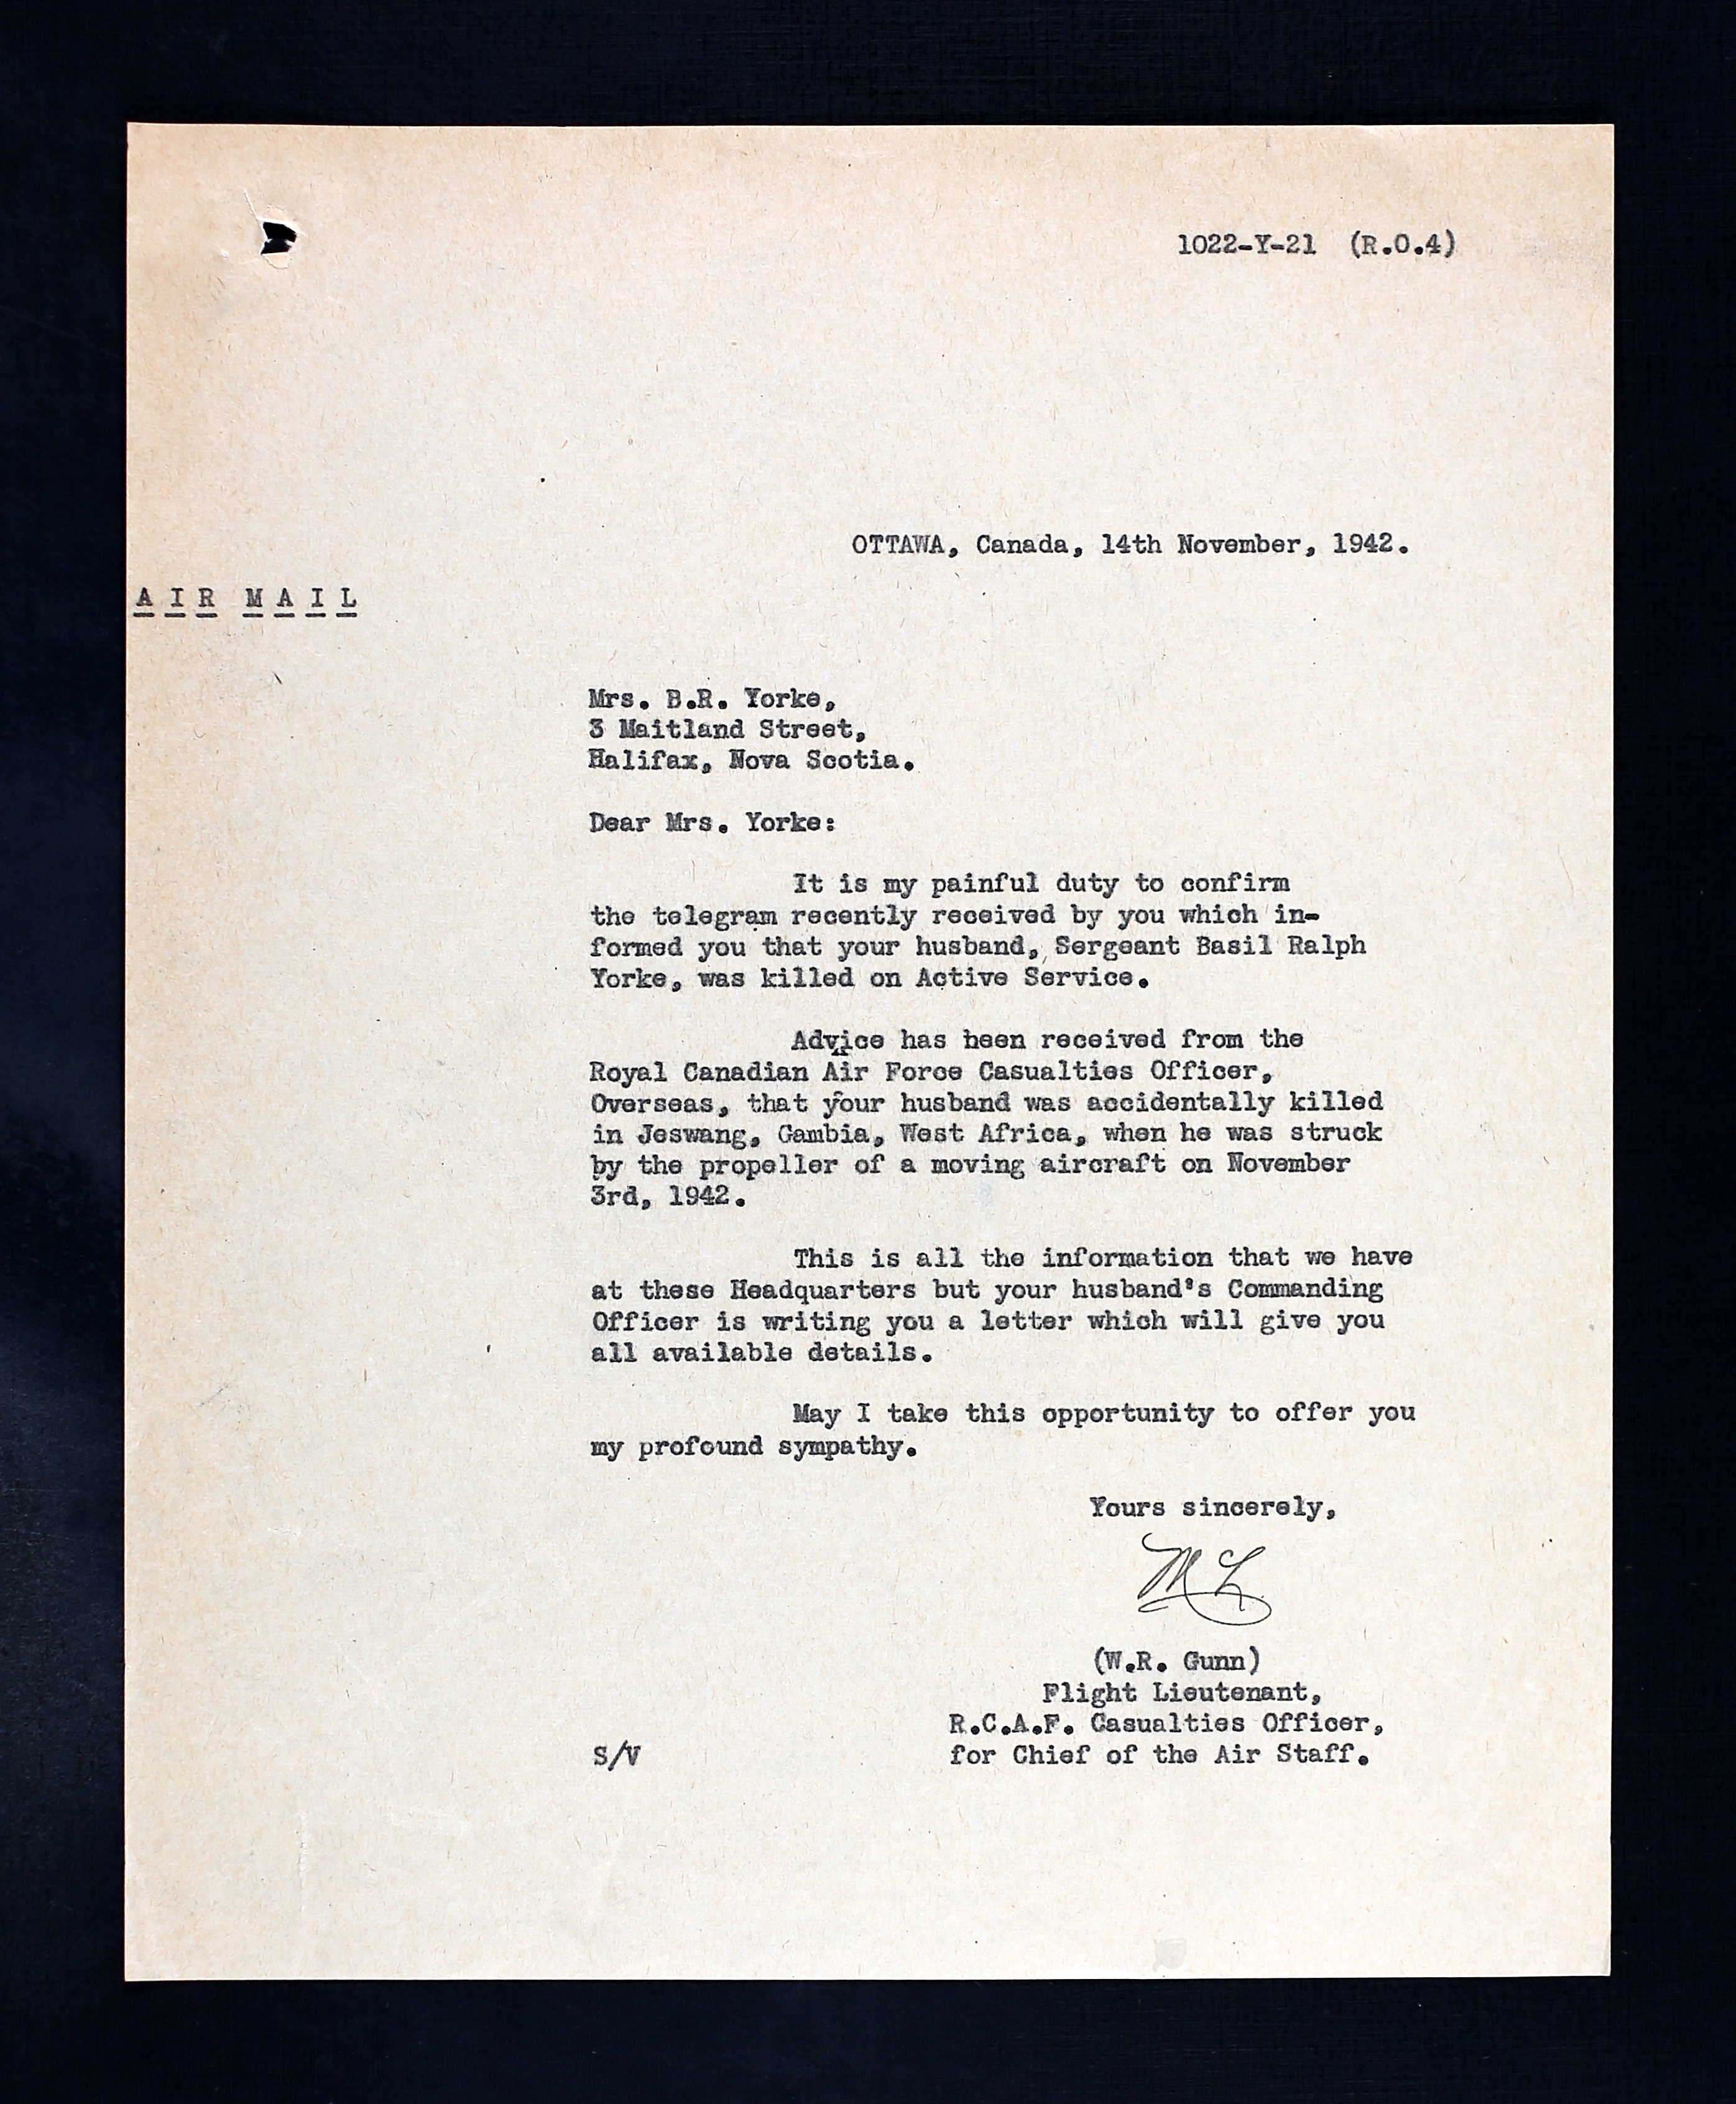 1022-Y-21 (R.O.4)
OTTAWA, Canada, 14th November, 1942.
AIR MAIL
Mrs. B.R. Yorke,
3 Maitland Street,
Halifax, Nova Scotia.
Dear Mrs. Yorke:
It is my painful duty to confirm
the telegram recently received by you which in-
formed you that your husband, Sergeant Basil Ralph
Yorke, was killed on Active Service.
Advice has been received from the
Royal Canadian Air Force Casualties Officer,
Overseas, that your husband was accidentally killed
in Jeswang, Gambia, West Africa, when he was struck
by the propeller of a moving aircraft on November
3rd, 1942.
This is all the information that we have
at these Headquarters but your husband's Commanding
Officer is writing you a letter which will give you
all available details.
May I take this opportunity to offer you
my profound sympathy.
Yours sincerely,
(W.R. Gunn)
Flight Lieutenant,
R.C.A.F. Casualties Officer,
S/V for Chief of the Air Staff.